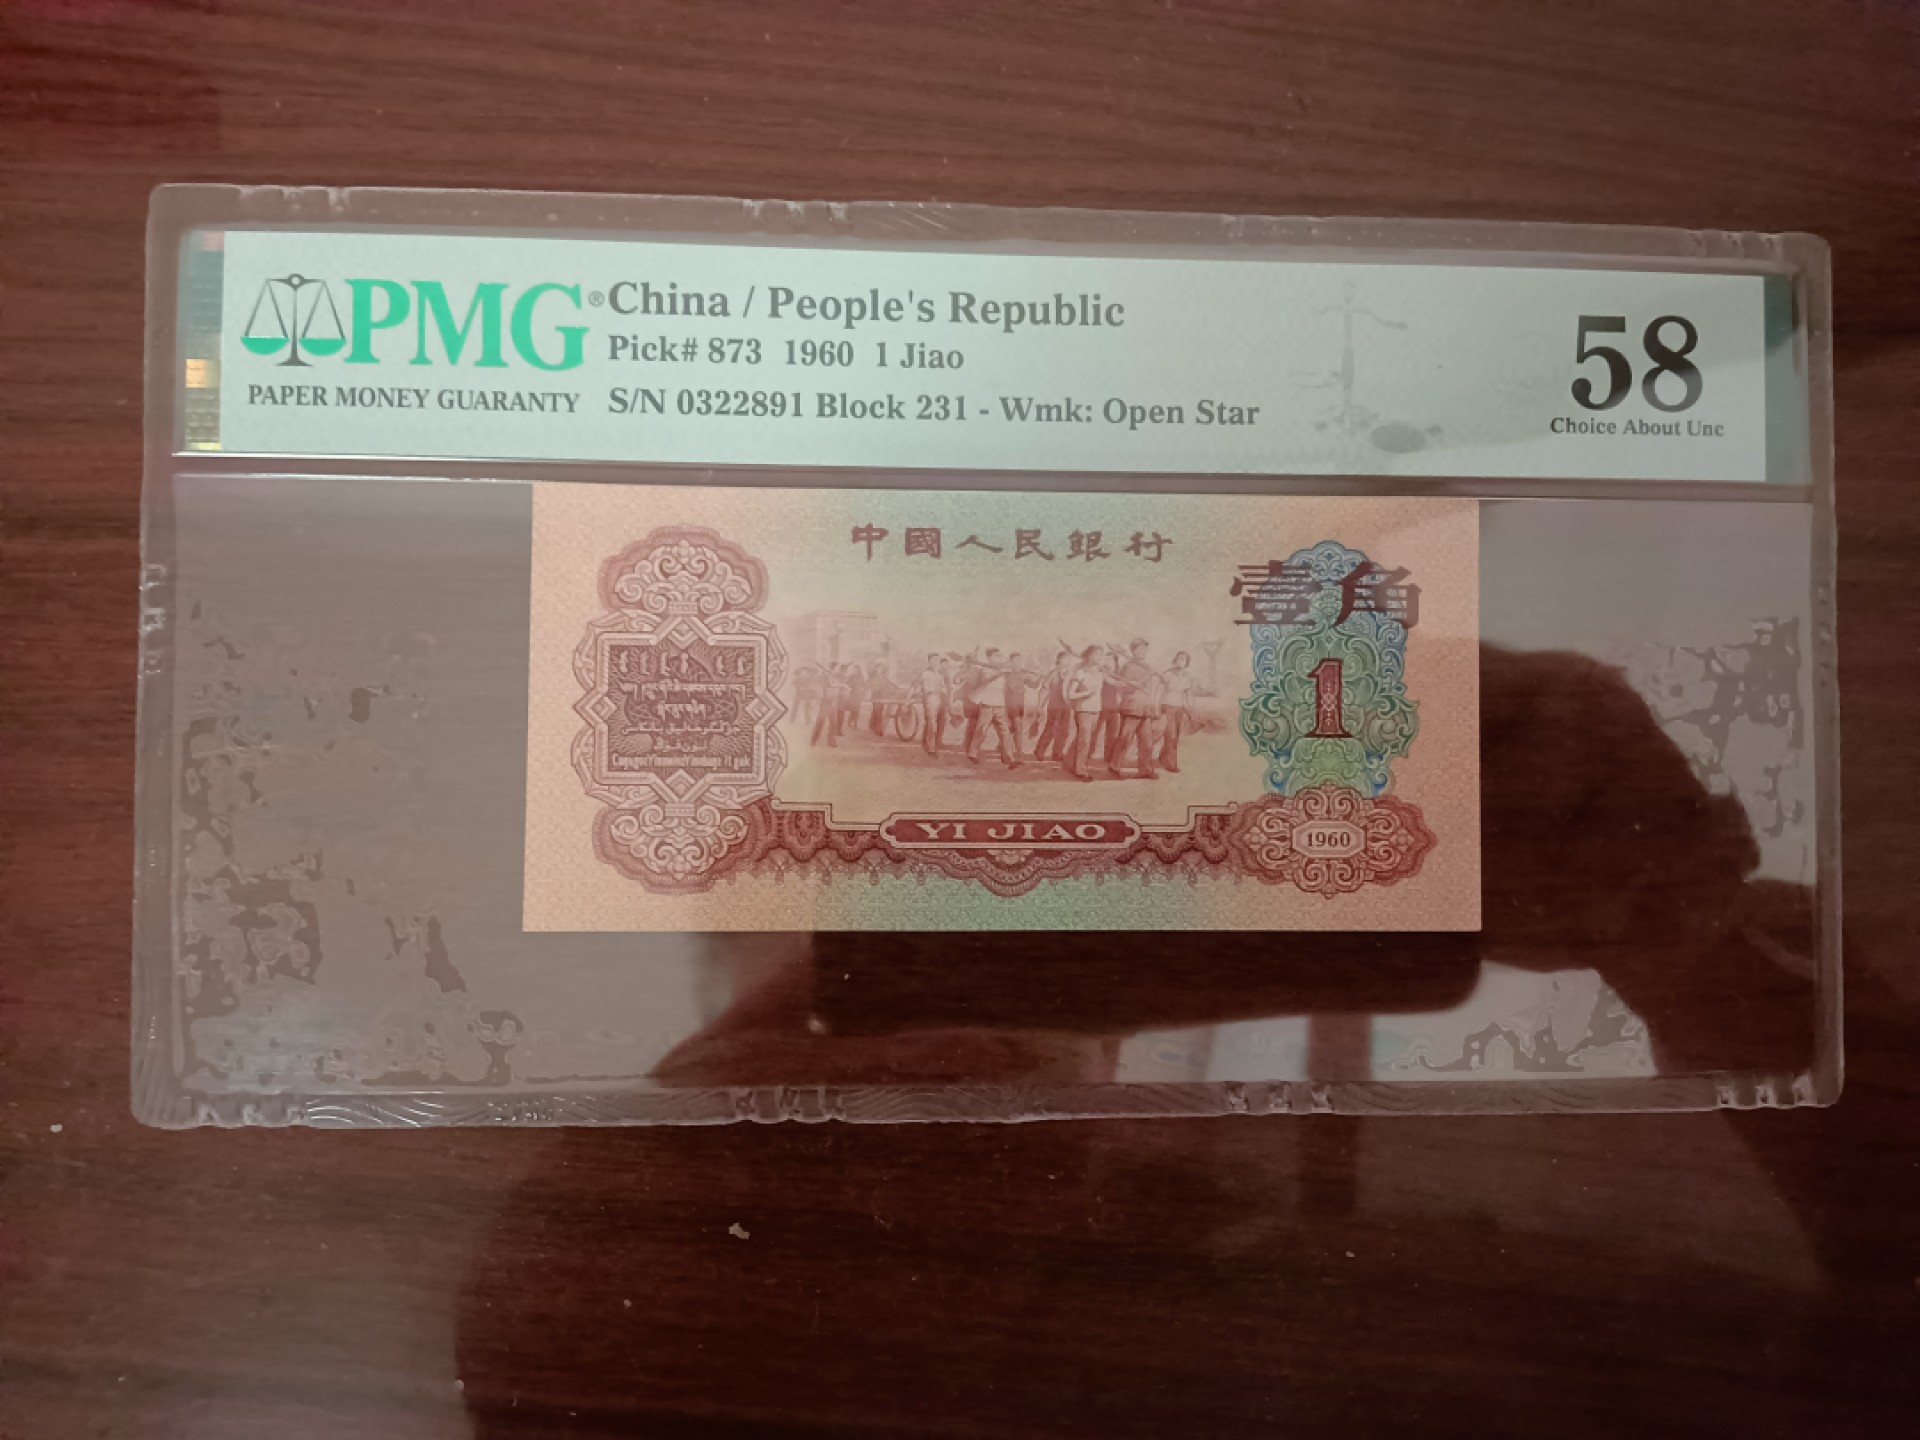 PMG®
PAPER MONEY GUARANTY
China / People's Republic
Pick# 873 1960 1 Jiao
S/N 0322891 Block 231 - Wmk: Open Star
58
Choice About Unc
中國人民銀行
壹角
1
YI JIAO
1960